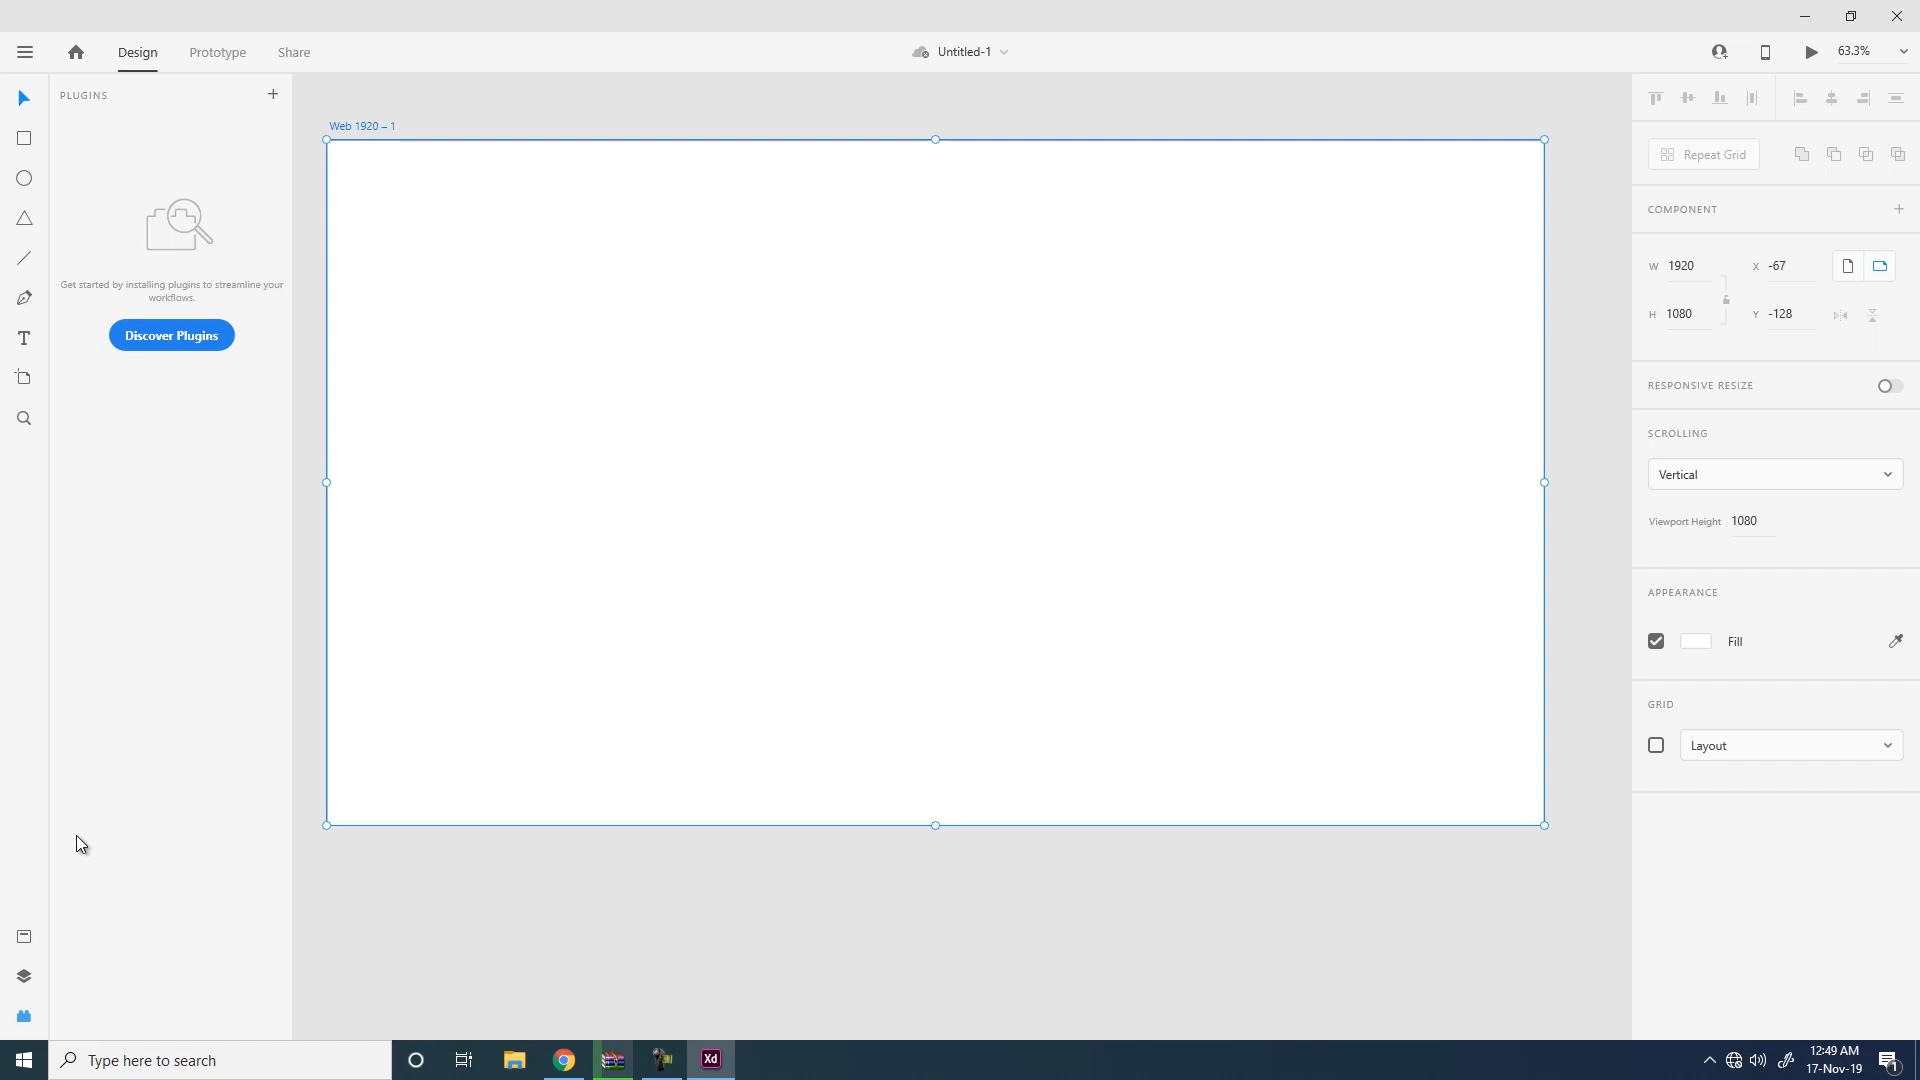 Design
Prototype
Share
Untitled-1
63.3%
PLUGINS
Get started by installing plugins to streamline your
workflows.
Discover Plugins
Web 1920 – 1
Repeat Grid
COMPONENT
W 1920
X -67
H 1080
Y -128
RESPONSIVE RESIZE
SCROLLING
Vertical
Viewport Height 1080
APPEARANCE
Fill
GRID
Layout
Type here to search
Xd
12:49 AM
17-Nov-19
1